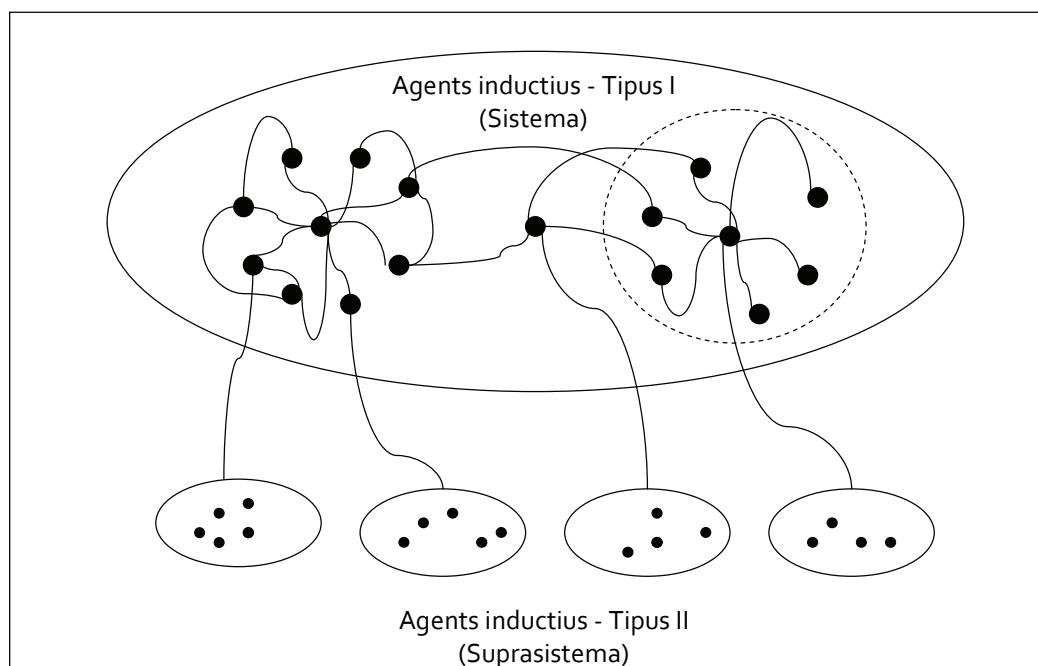 Agents inductius - Tipus I
(Sistema)
Agents inductius - Tipus II
(Suprasistema)